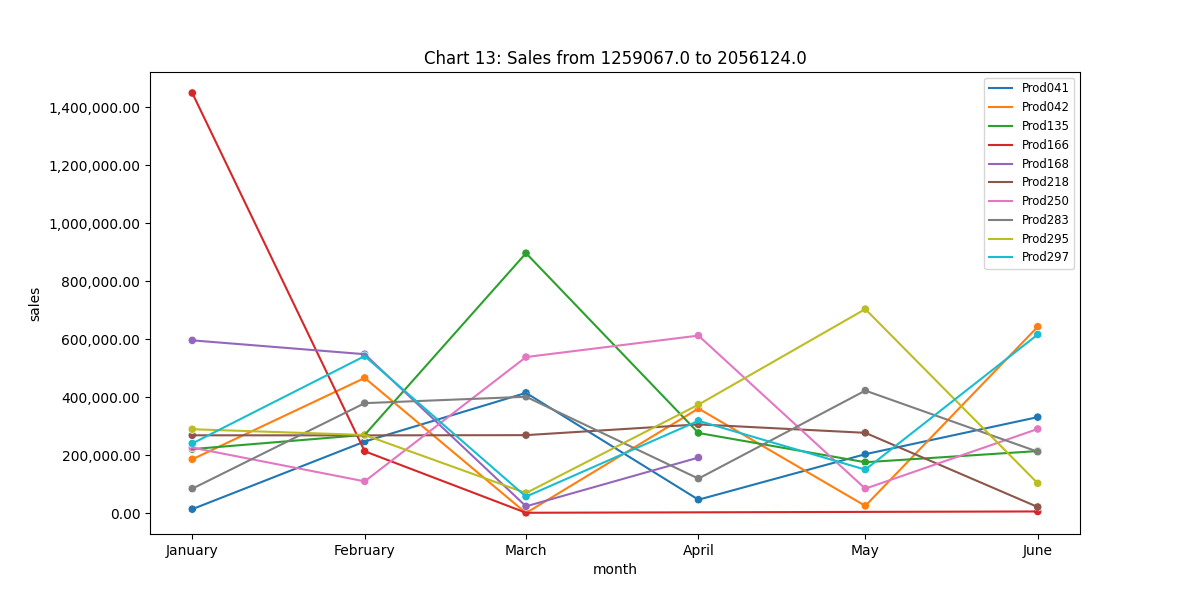 Chart 13: Sales from 1259067.0 to 2056124.0
1,400,000.00
1,200,000.00
1,000,000.00
800,000.00
600,000.00
400,000.00
200,000.00
0.00
sales
Prod041
Prod042
Prod135
Prod166
Prod168
Prod218
Prod250
Prod283
Prod295
Prod297
January February March April May June
month